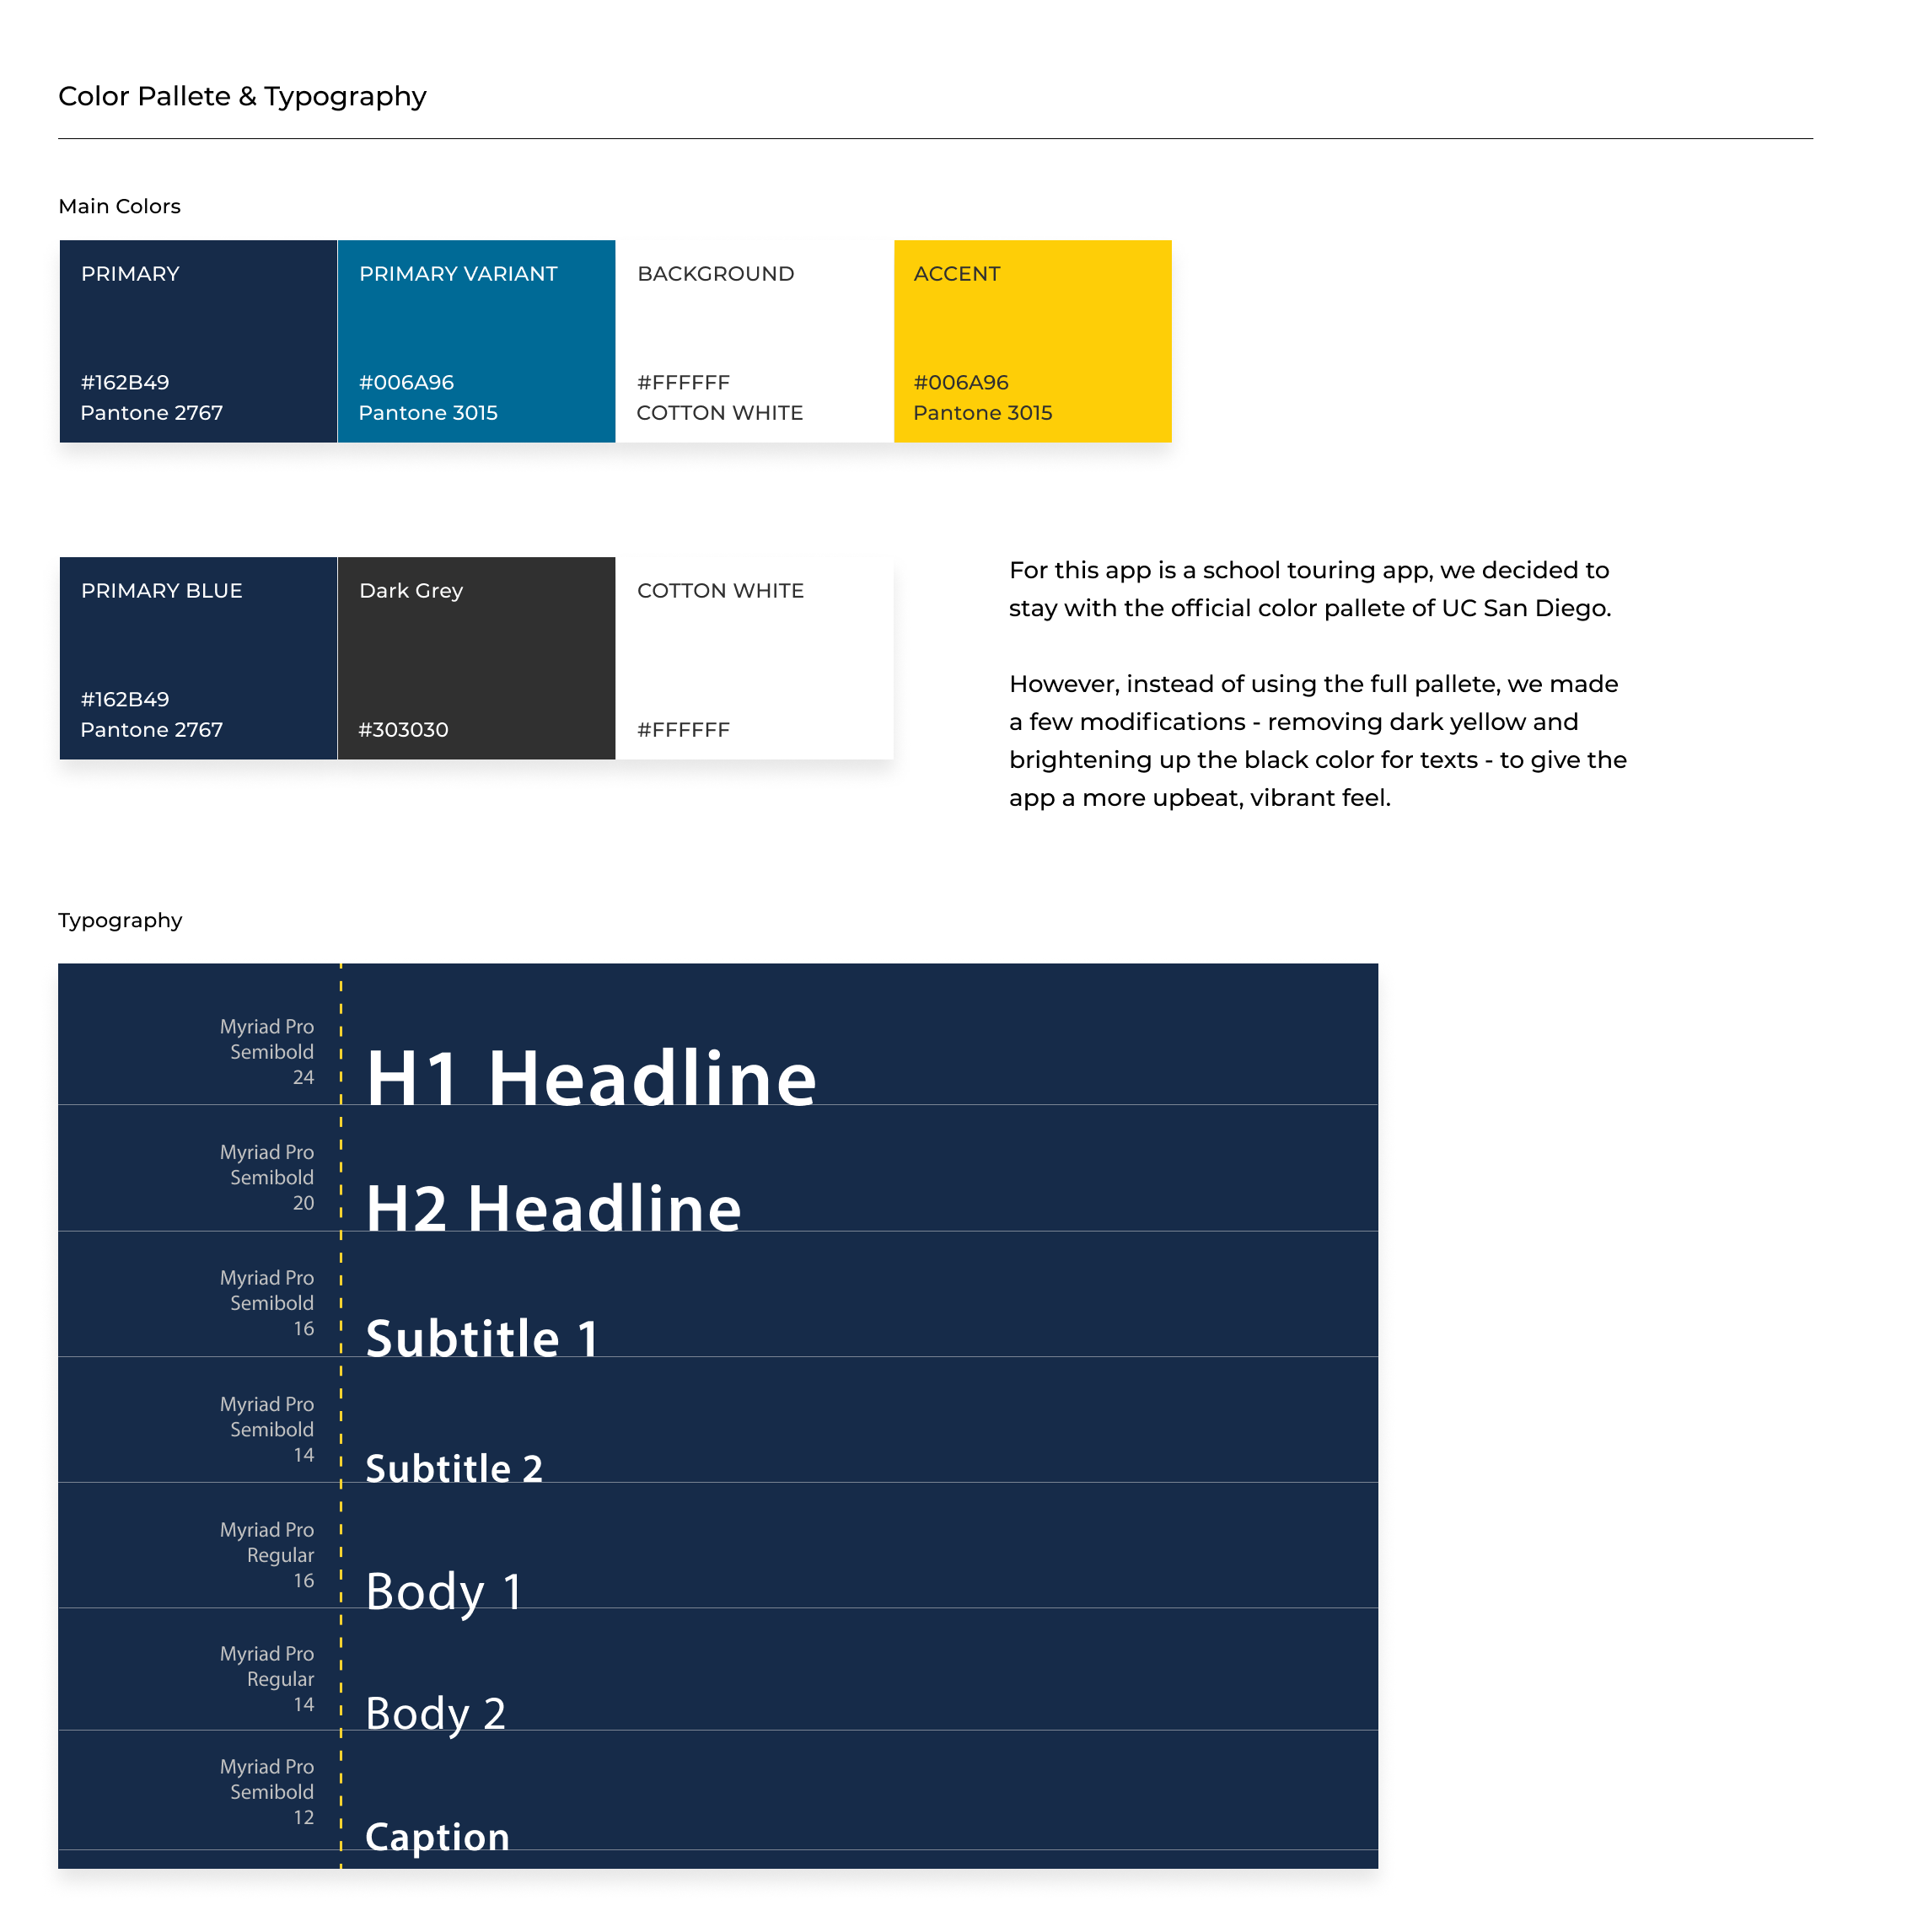 Color Pallete & Typography
Main Colors
PRIMARY
#162B49
Pantone 2767
PRIMARY VARIANT
#006A96
Pantone 3015
BACKGROUND
#FFFFFF
COTTON WHITE
ACCENT
#006A96
Pantone 3015
PRIMARY BLUE
#162B49
Pantone 2767
Dark Grey
#303030
COTTON WHITE
#FFFFFF
For this app is a school touring app, we decided to
stay with the official color pallete of UC San Diego.
However, instead of using the full pallete, we made
a few modifications - removing dark yellow and
brightening up the black color for texts - to give the
app a more upbeat, vibrant feel.
Typography
Myriad Pro
Semibold
24
H1 Headline
Myriad Pro
Semibold
20
H2 Headline
Myriad Pro
Semibold
16
Subtitle 1
Myriad Pro
Semibold
14
Subtitle 2
Myriad Pro
Regular
16
Body 1
Myriad Pro
Regular
14
Body 2
Myriad Pro
Semibold
12
Caption